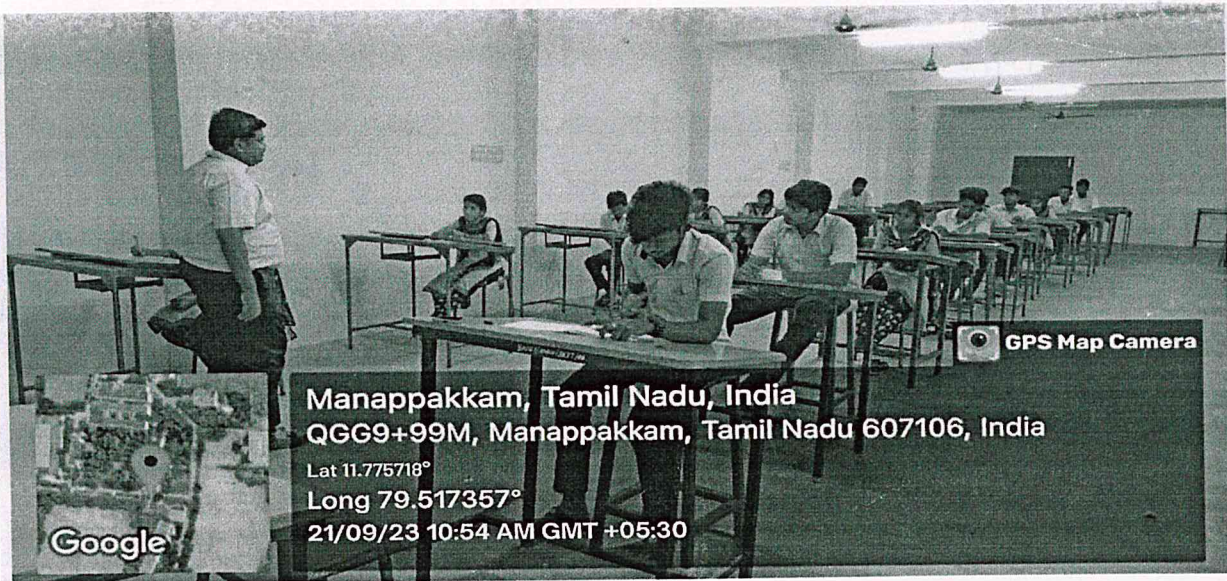 GPS Map Camera
Manappakkam, Tamil Nadu, India
QGG9+99M, Manappakkam, Tamil Nadu 607106, India
Lat 11.775718°
Long 79.517357°
21/09/23 10:54 AM GMT +05:30
Google